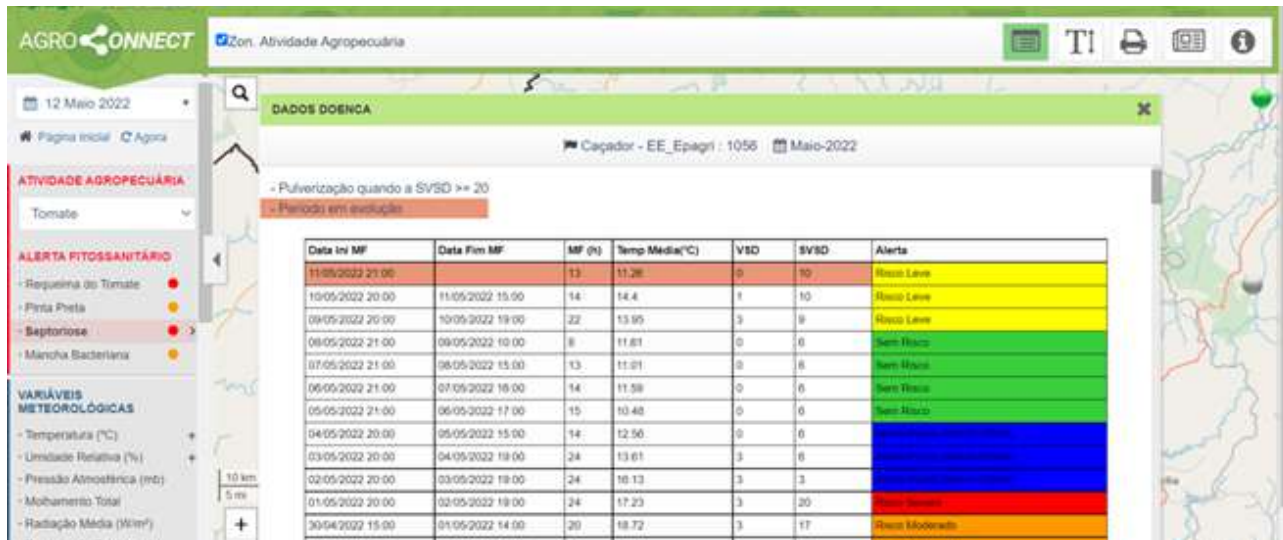 AGRO CONNECT
Zon. Atividade Agropecuária
T
12 Maio 2022
Página Inicial Agora
ATIVIDADE AGROPECUÁRIA
Tomate
ALERTA FITOSSANITÁRIO
- Requeima do Tomate
- Pinta Preta
- Septoriose
- Mancha Bacteriana
VARIÁVEIS
METEOROLÓGICAS
- Temperatura (ºC) +
- Umidade Relativa (%) +
- Pressão Atmosférica (mb)
- Molhamento Total
- Radiação Média (W/m²)
10 km
5 mi
+
DADOS DOENCA
Caçador - EE_Epagri : 1056 Maio-2022
- Pulverização quando a SVSD >= 20
- Período em evolução
Data Ini MF Data Fim MF MF (h) Temp Média(°C) VSD SVSD Alerta
11/05/2022 21:00 13 11.26 0 10 Risco Leve
10/05/2022 20:00 11/05/2022 15:00 14 14.4 1 10 Risco Leve
09/05/2022 20:00 10/05/2022 19:00 22 13.95 3 9 Risco Leve
08/05/2022 21:00 09/05/2022 10:00 8 11.61 0 6 Sem Risco
07/05/2022 21:00 08/05/2022 15:00 13 11.01 0 6 Sem Risco
06/05/2022 21:00 07/05/2022 16:00 14 11.59 0 6 Sem Risco
05/05/2022 21:00 06/05/2022 17:00 15 10.48 0 6 Sem Risco
04/05/2022 20:00 05/05/2022 15:00 14 12.56 0 6
03/05/2022 20:00 04/05/2022 19:00 24 13.61 3 6
02/05/2022 20:00 03/05/2022 19:00 24 16.13 3 3
01/05/2022 20:00 02/05/2022 19:00 24 17.23 3 20 Risco Severo
30/04/2022 15:00 01/05/2022 14:00 20 18.72 3 17 Risco Moderado